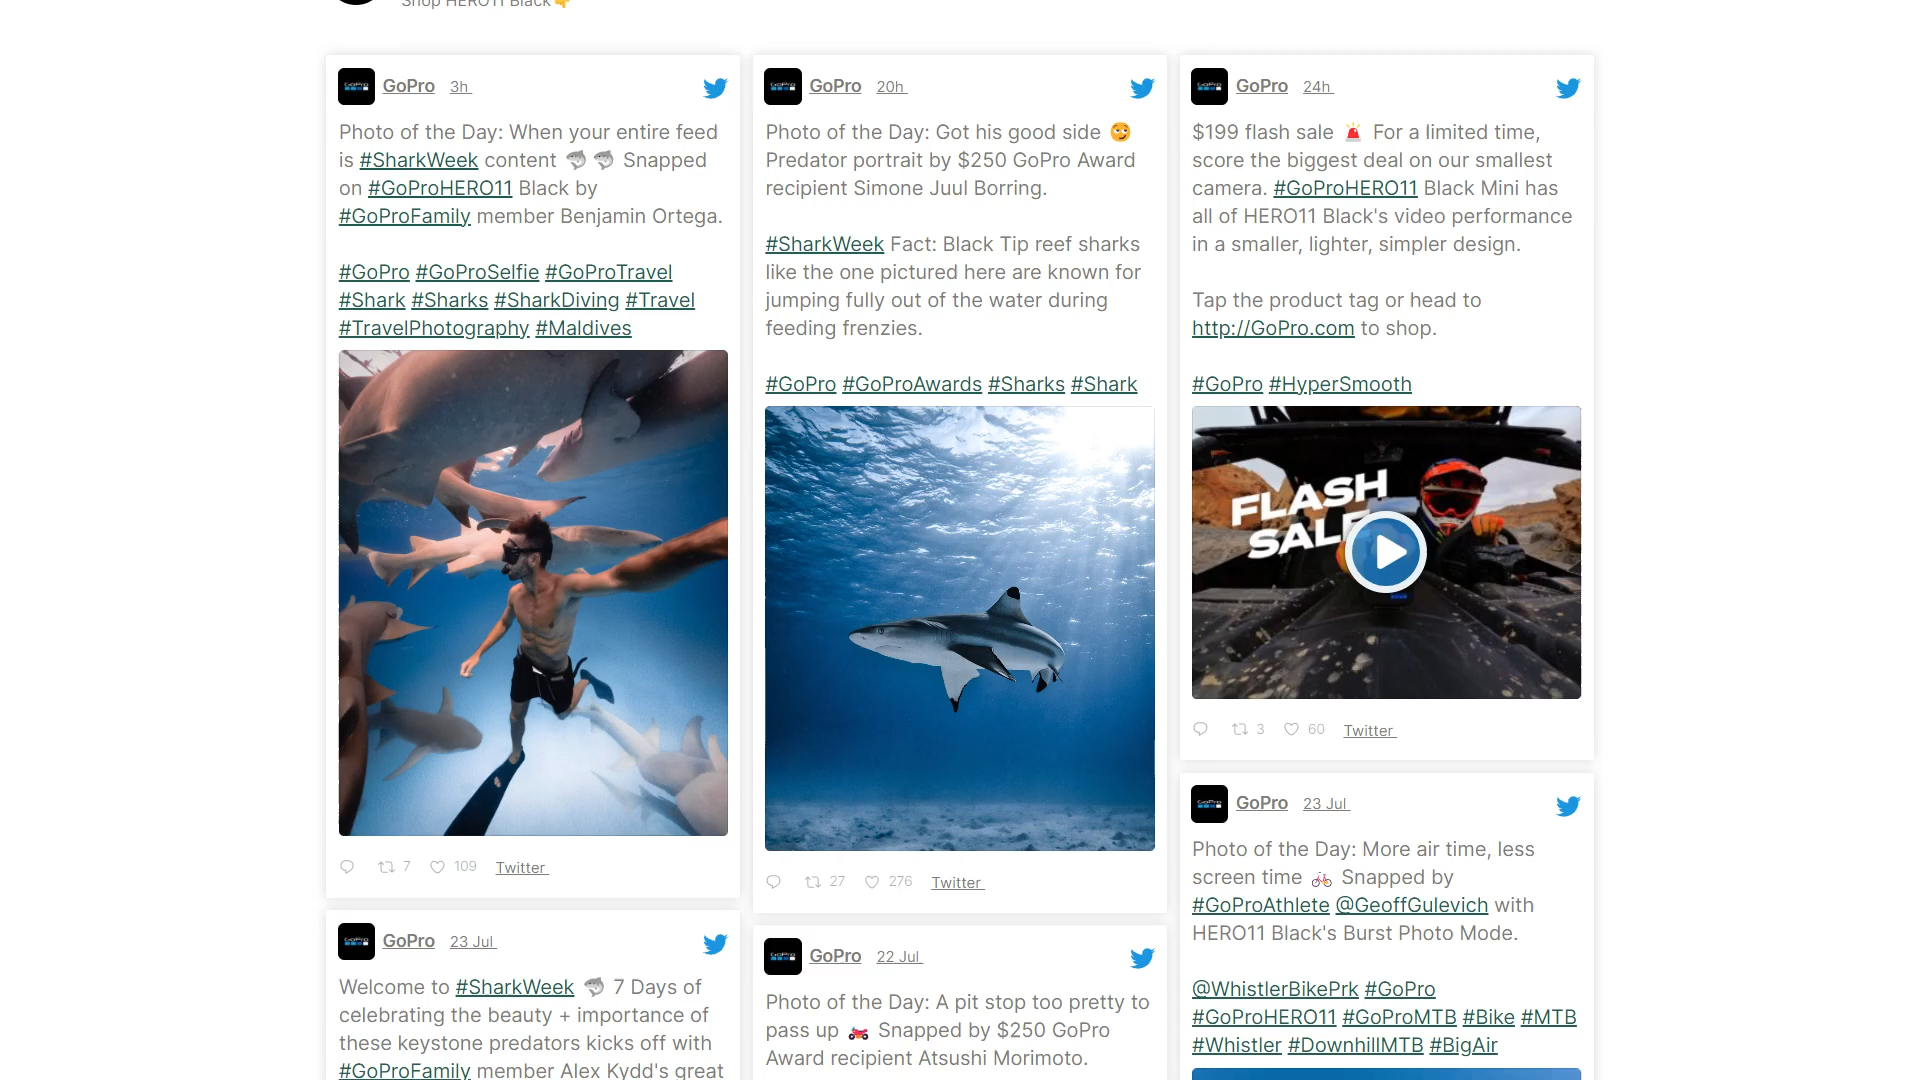 Shop HERO11 Black👇
GoPro 3h
Photo of the Day: When your entire feed
is #SharkWeek content 🦈 🦈 Snapped
on #GoProHERO11 Black by
#GoProFamily member Benjamin Ortega.
#GoPro #GoProSelfie #GoProTravel
#Shark #Sharks #SharkDiving #Travel
#TravelPhotography #Maldives
7 109 Twitter
GoPro 23 Jul
Welcome to #SharkWeek 🦈 7 Days of
celebrating the beauty + importance of
these keystone predators kicks off with
#GoProFamily member Alex Kydd's great
GoPro 20h
Photo of the Day: Got his good side 😏
Predator portrait by $250 GoPro Award
recipient Simone Juul Borring.
#SharkWeek Fact: Black Tip reef sharks
like the one pictured here are known for
jumping fully out of the water during
feeding frenzies.
#GoPro #GoProAwards #Sharks #Shark
27 276 Twitter
GoPro 22 Jul
Photo of the Day: A pit stop too pretty to
pass up 🏍️ Snapped by $250 GoPro
Award recipient Atsushi Morimoto.
GoPro 24h
$199 flash sale 🚨 For a limited time,
score the biggest deal on our smallest
camera. #GoProHERO11 Black Mini has
all of HERO11 Black's video performance
in a smaller, lighter, simpler design.
Tap the product tag or head to
http://GoPro.com to shop.
#GoPro #HyperSmooth
FLASH
SALE
3 60 Twitter
GoPro 23 Jul
Photo of the Day: More air time, less
screen time 🚲 Snapped by
#GoProAthlete @GeoffGulevich with
HERO11 Black's Burst Photo Mode.
@WhistlerBikePrk #GoPro
#GoProHERO11 #GoProMTB #Bike #MTB
#Whistler #DownhillMTB #BigAir